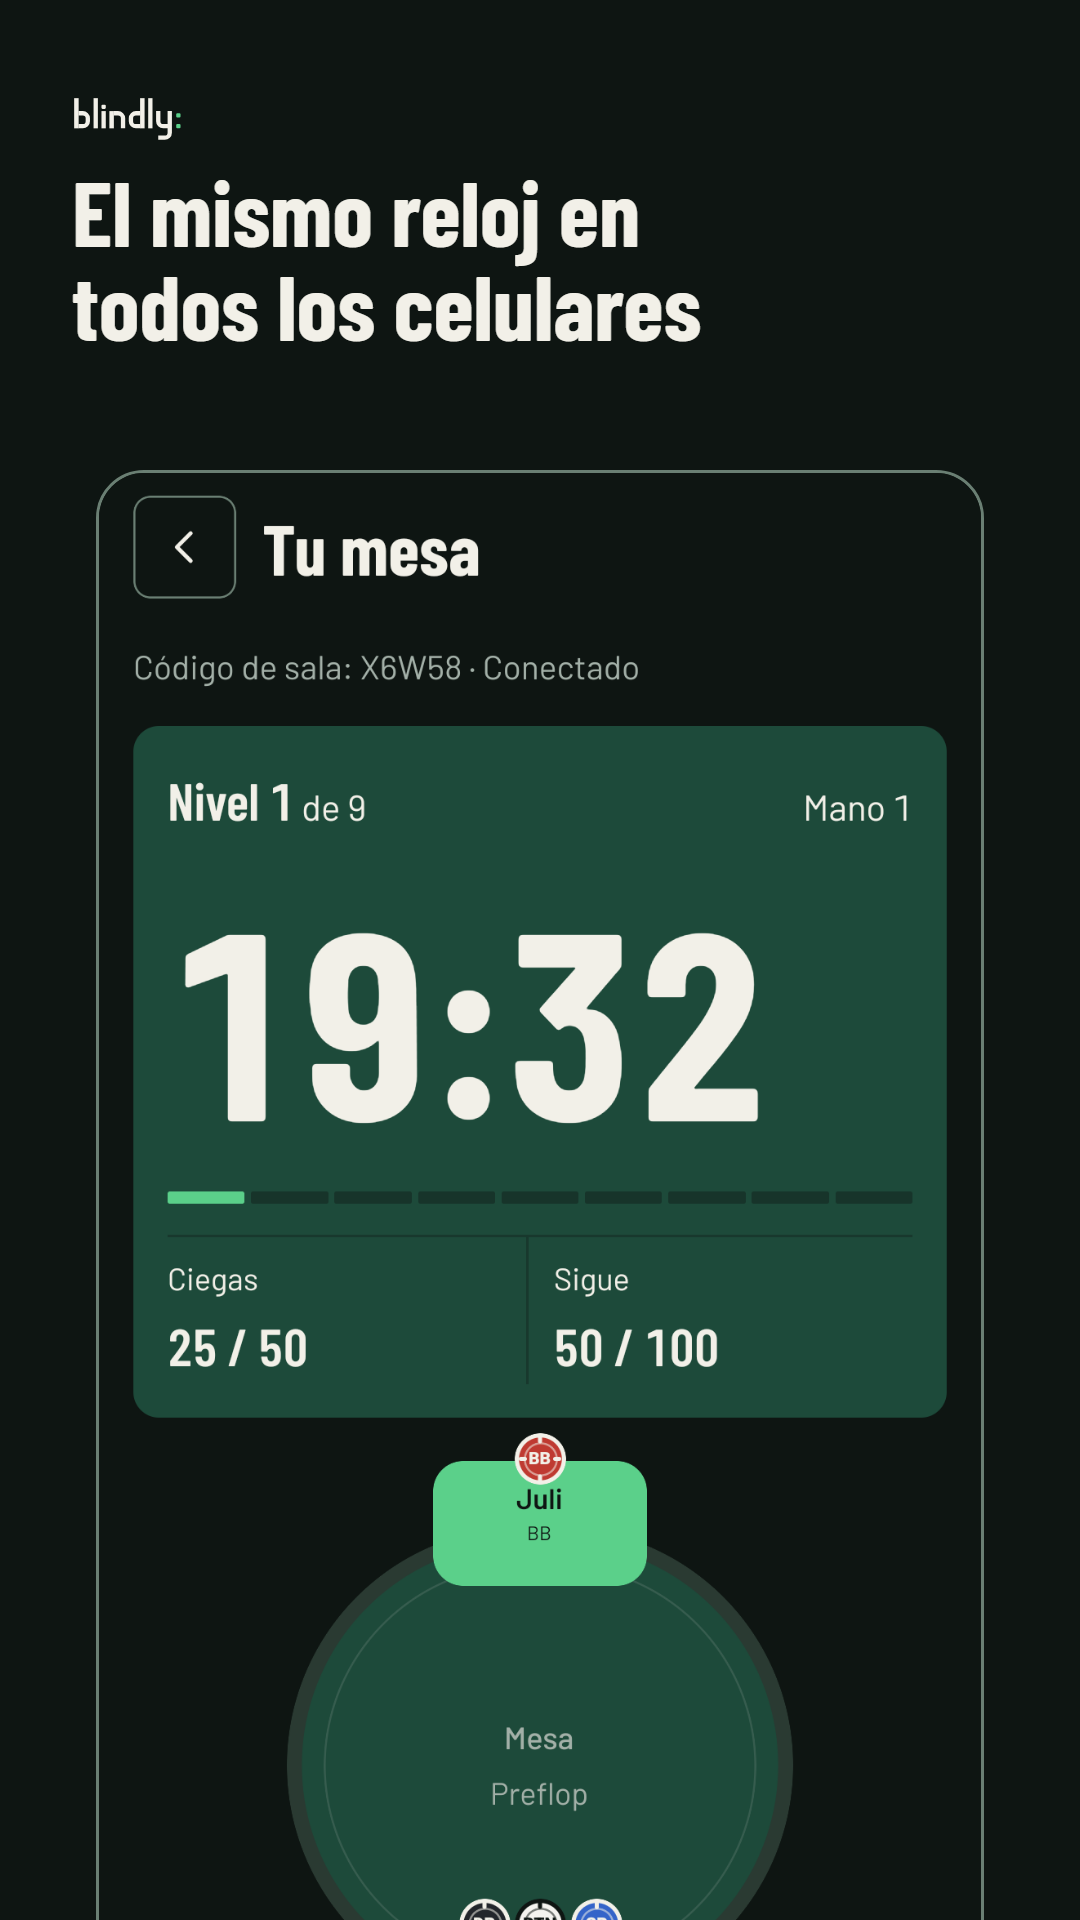 blindly:
El mismo reloj en
todos los celulares
Tu mesa
Código de sala: X6W58 · Conectado
Nivel 1 de 9
Mano 1
19:32
Ciegas
Sigue
25 / 50
50 / 100
BB
Juli
BB
Mesa
Preflop